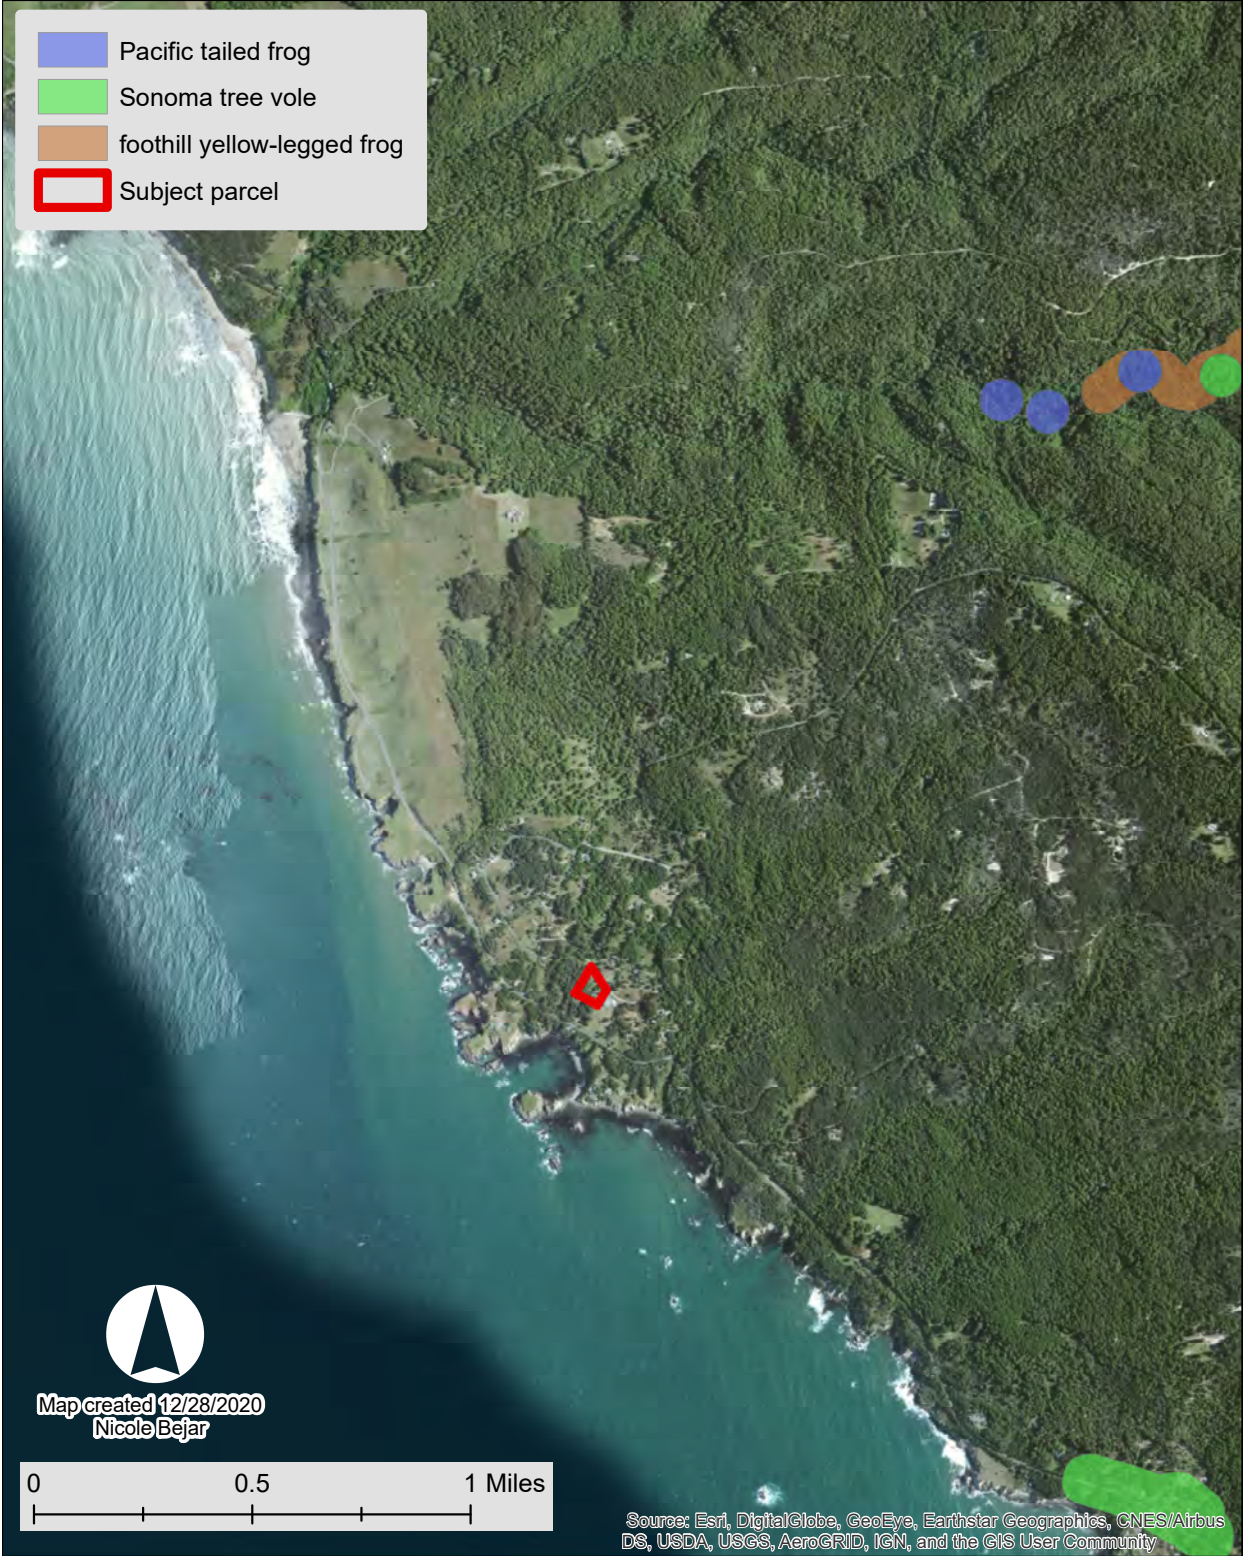 Pacific tailed frog
Sonoma tree vole
foothill yellow-legged frog
Subject parcel
Map created 12/28/2020
Nicole Bejar
0 0.5 1 Miles
Source: Esri, DigitalGlobe, GeoEye, Earthstar Geographics, CNES/Airbus
DS, USDA, USGS, AeroGRID, IGN, and the GIS User Community